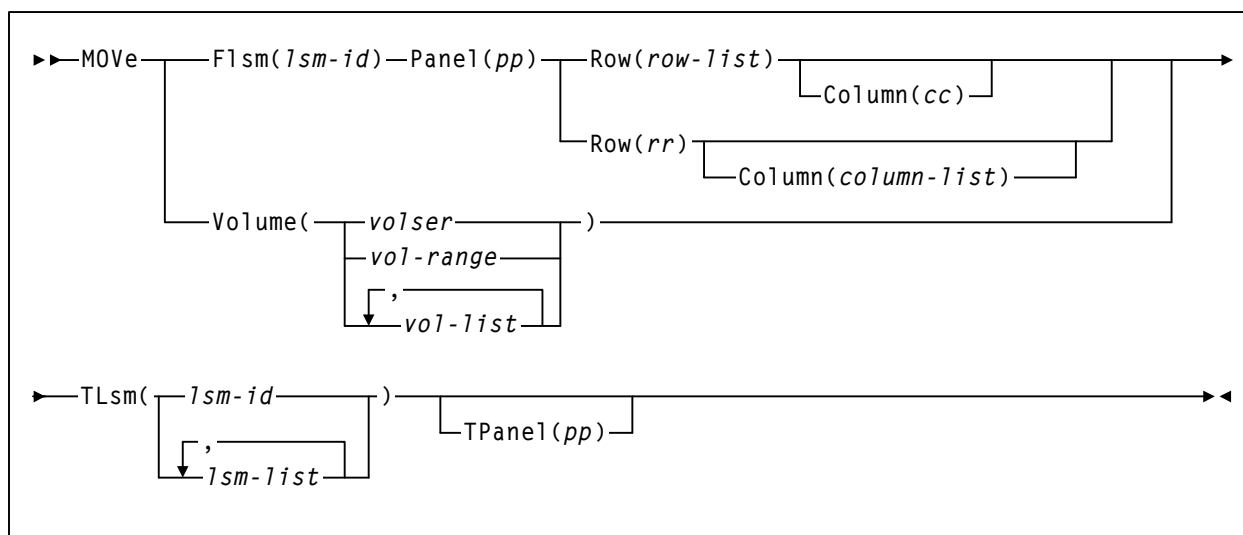 MOVe Flsm(lsm-id) Panel(pp) Row(row-list)
Column(cc)
Row(rr)
Column(column-list)
Volume( volser )
vol-range
,
vol-list
TLsm( lsm-id )
TPanel(pp)
,
lsm-list